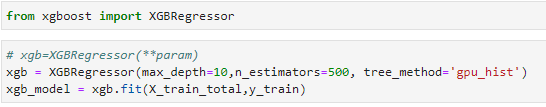 from xgboost import XGBRegressor
# xgb=XGBRegressor(**param)
xgb = XGBRegressor(max_depth=10,n_estimators=500, tree_method='gpu_hist')
xgb_model = xgb.fit(X_train_total,y_train)